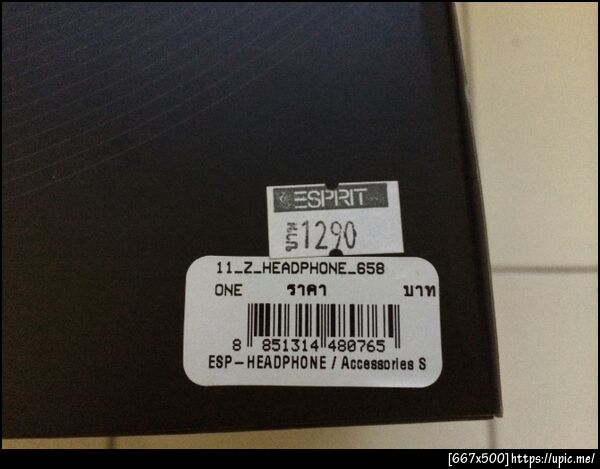 ESPRIT
บาท 1290
11_Z_HEADPHONE_658
ONE ราคา บาท
8 851314 480765
ESP-HEADPHONE / Accessories S
[667x500]https://upic.me/